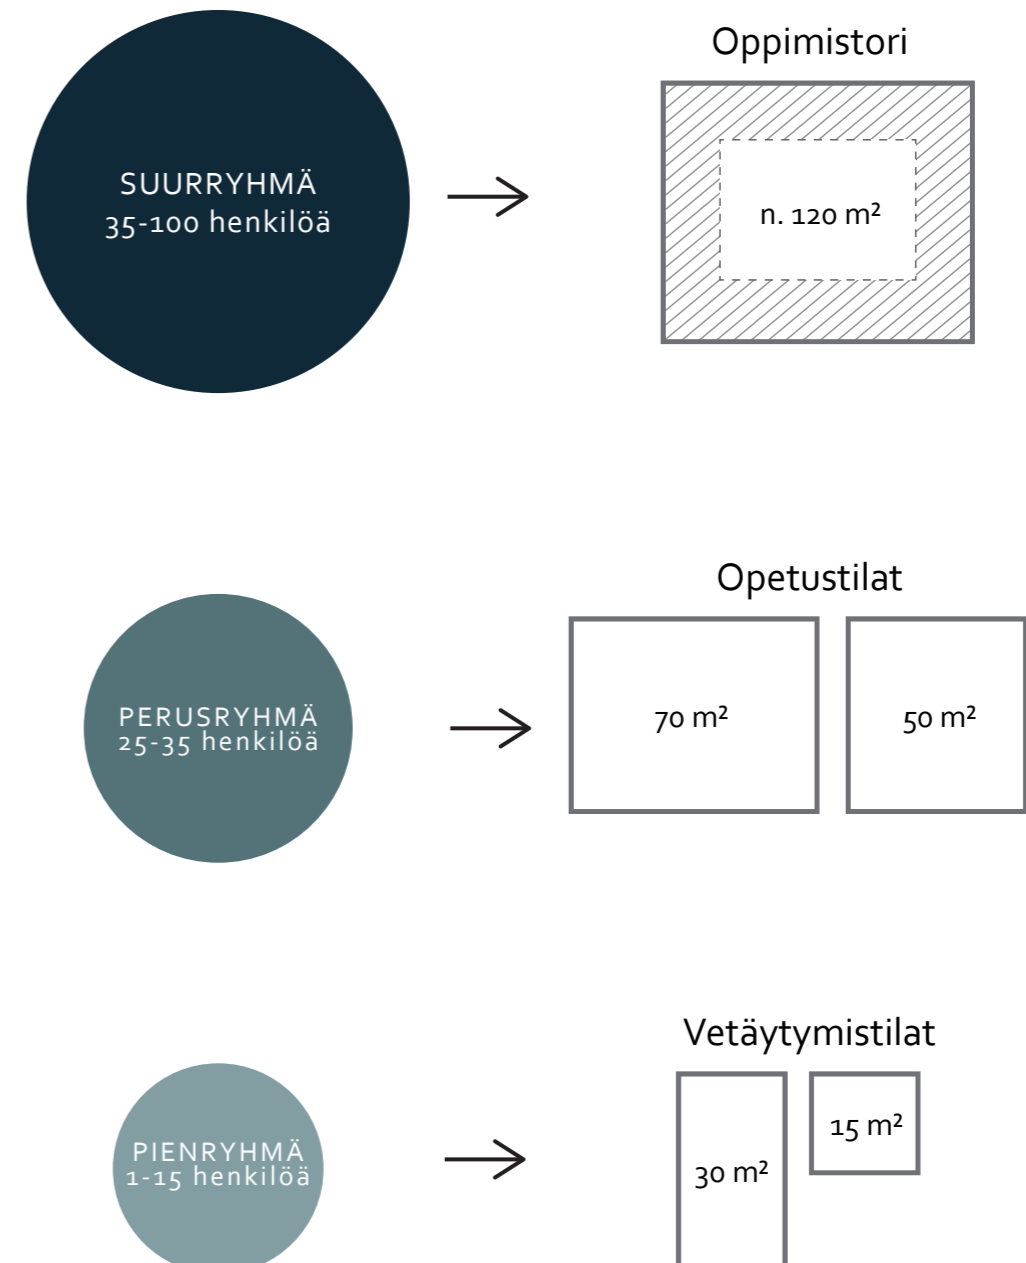 Oppimistori
SUURRYHMÄ
35-100 henkilöä
n. 120 m²
Opetustilat
PERUSRYHMÄ
25-35 henkilöä
70 m²
50 m²
Vetäytymistilat
PIENRYHMÄ
1-15 henkilöä
30 m²
15 m²